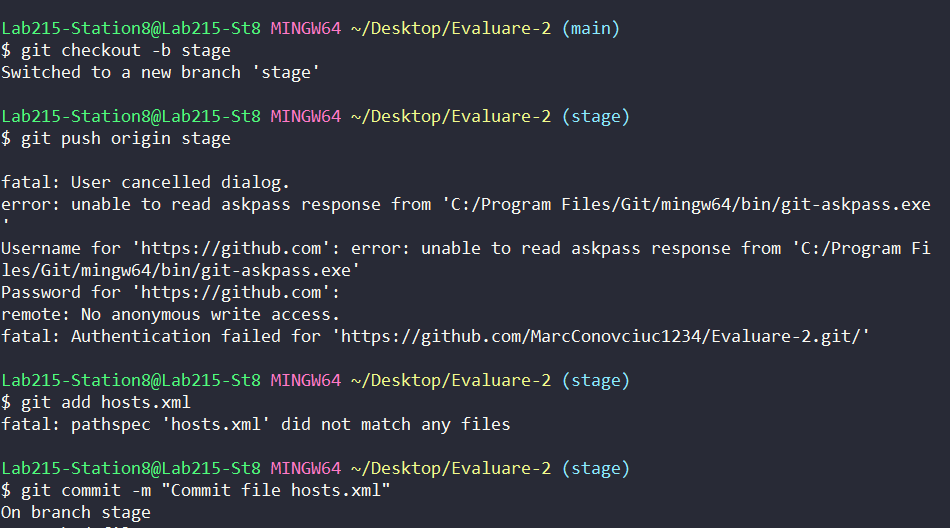 Lab215-Station8@Lab215-St8 MINGW64 ~/Desktop/Evaluare-2 (main)
$ git checkout -b stage
Switched to a new branch 'stage'
Lab215-Station8@Lab215-St8 MINGW64 ~/Desktop/Evaluare-2 (stage)
$ git push origin stage
fatal: User cancelled dialog.
error: unable to read askpass response from 'C:/Program Files/Git/mingw64/bin/git-askpass.exe
'
Username for 'https://github.com': error: unable to read askpass response from 'C:/Program Fi
les/Git/mingw64/bin/git-askpass.exe'
Password for 'https://github.com':
remote: No anonymous write access.
fatal: Authentication failed for 'https://github.com/MarcConovciuc1234/Evaluare-2.git/'
Lab215-Station8@Lab215-St8 MINGW64 ~/Desktop/Evaluare-2 (stage)
$ git add hosts.xml
fatal: pathspec 'hosts.xml' did not match any files
Lab215-Station8@Lab215-St8 MINGW64 ~/Desktop/Evaluare-2 (stage)
$ git commit -m "Commit file hosts.xml"
On branch stage